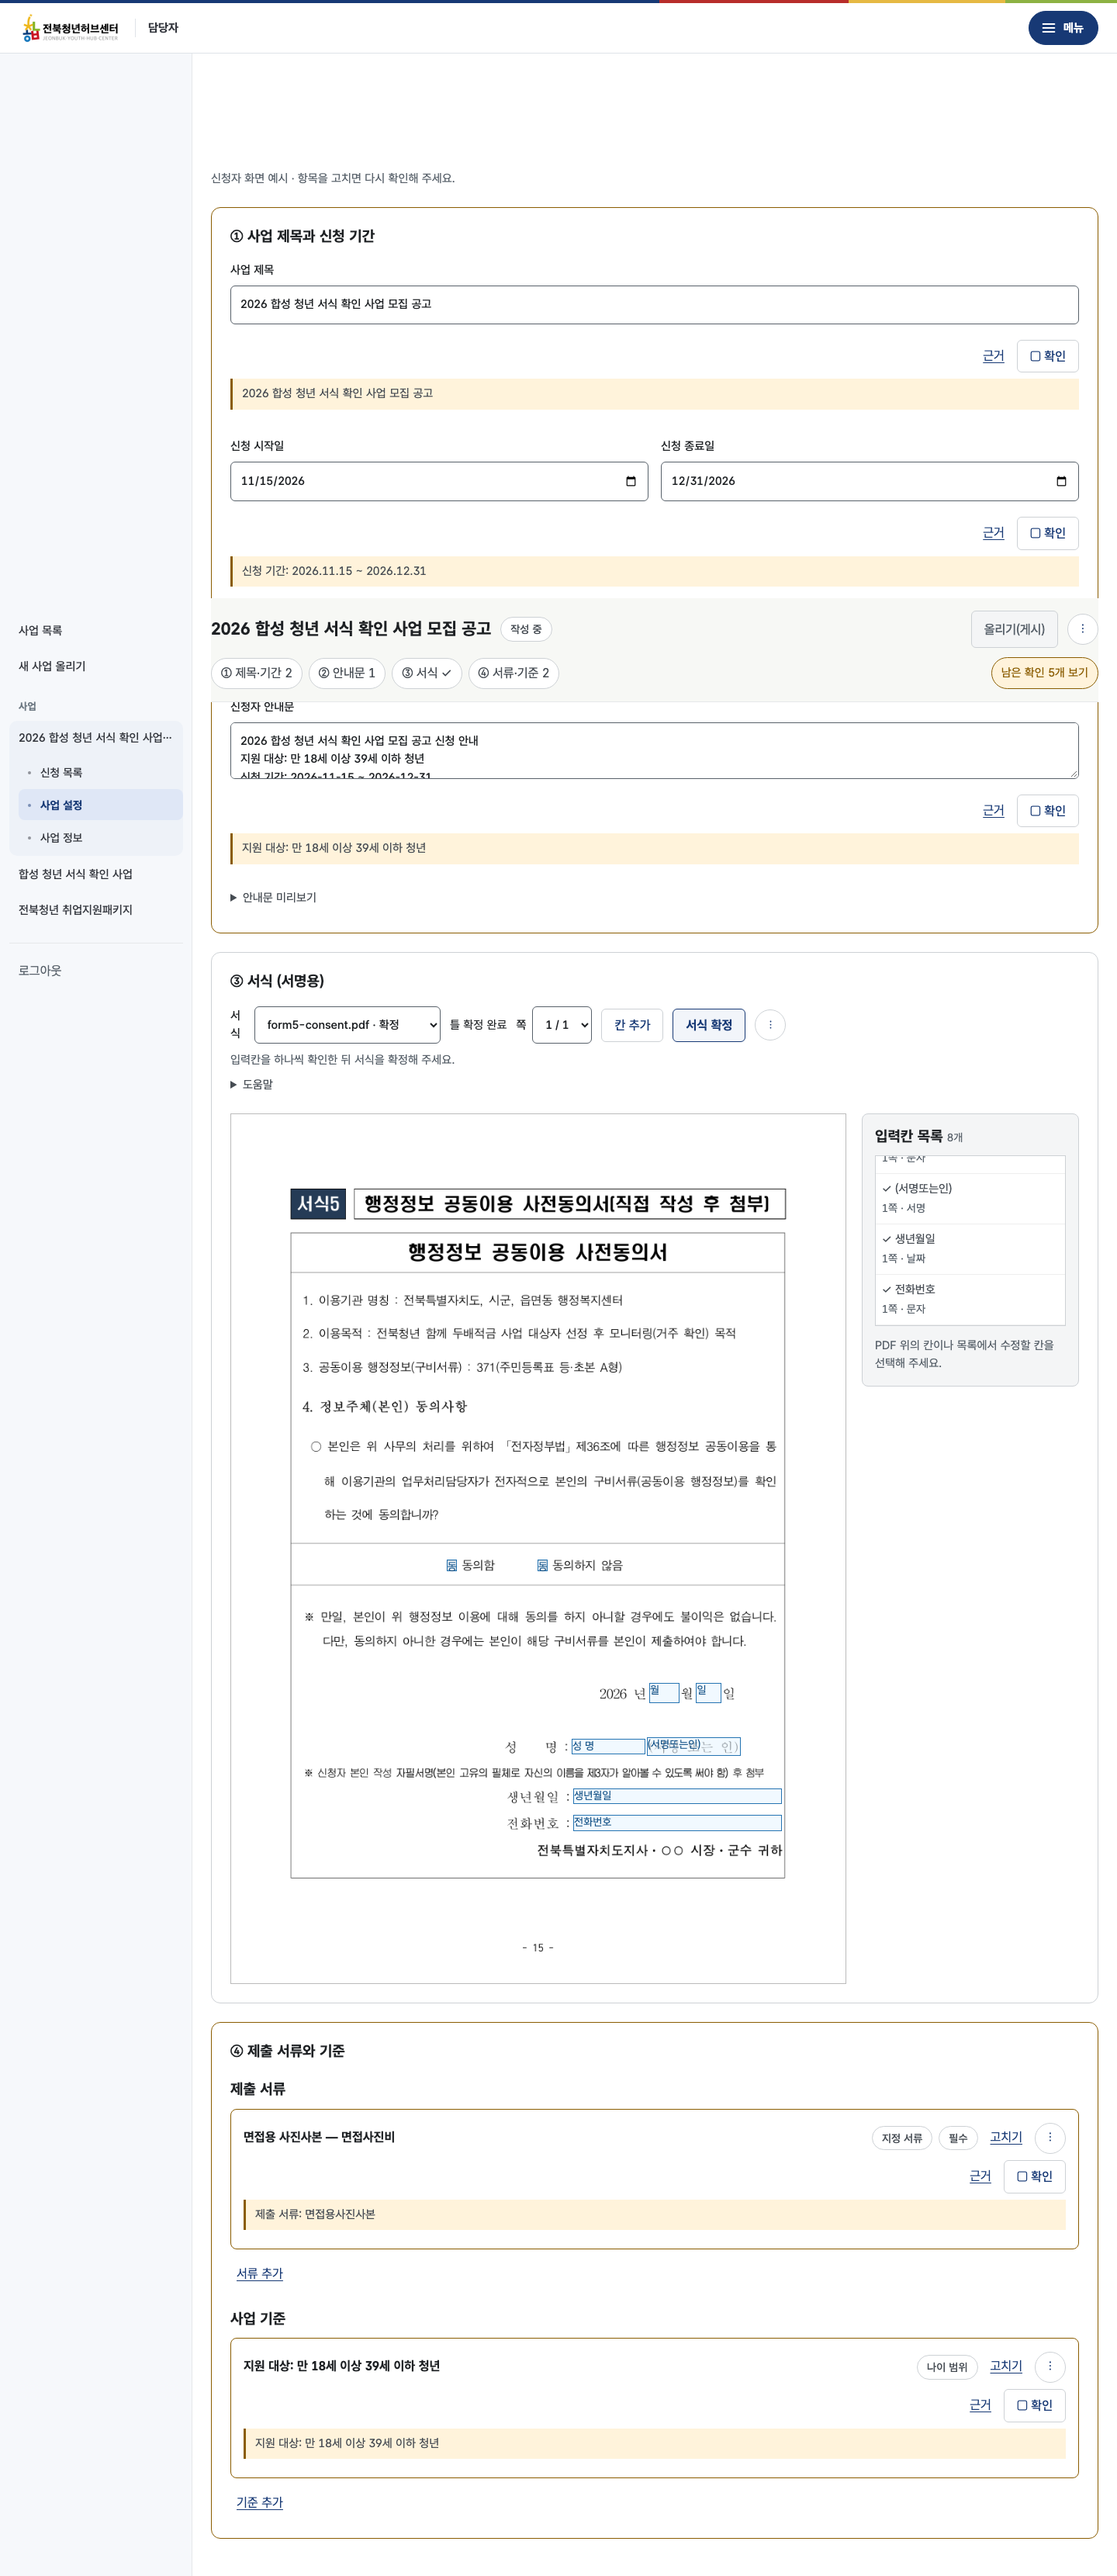 전북청년허브센터
JEONBUK YOUTH HUB CENTER
담당자
메뉴
신청자 화면 예시 · 항목을 고치면 다시 확인해 주세요.
① 사업 제목과 신청 기간
사업 제목
2026 합성 청년 서식 확인 사업 모집 공고
근거
확인
2026 합성 청년 서식 확인 사업 모집 공고
신청 시작일
신청 종료일
11/15/2026
12/31/2026
근거
확인
신청 기간: 2026.11.15 ~ 2026.12.31
사업 목록
새 사업 올리기
사업
2026 합성 청년 서식 확인 사업…
신청 목록
사업 설정
사업 정보
합성 청년 서식 확인 사업
전북청년 취업지원패키지
로그아웃
2026 합성 청년 서식 확인 사업 모집 공고
작성 중
올리기(게시)
① 제목·기간 2
② 안내문 1
③ 서식 ✓
④ 서류·기준 2
남은 확인 5개 보기
신청자 안내문
2026 합성 청년 서식 확인 사업 모집 공고 신청 안내
지원 대상: 만 18세 이상 39세 이하 청년
신청 기간: 2026-11-15 ~ 2026-12-31
근거
확인
지원 대상: 만 18세 이상 39세 이하 청년
▶ 안내문 미리보기
③ 서식 (서명용)
서식
form5-consent.pdf · 확정
틀 확정 완료
쪽
1 / 1
칸 추가
서식 확정
입력칸을 하나씩 확인한 뒤 서식을 확정해 주세요.
▶ 도움말
서식5
행정정보 공동이용 사전동의서(직접 작성 후 첨부)
행정정보 공동이용 사전동의서
1. 이용기관 명칭 : 전북특별자치도, 시군, 읍면동 행정복지센터
2. 이용목적 : 전북청년 함께 두배적금 사업 대상자 선정 후 모니터링(거주 확인) 목적
3. 공동이용 행정정보(구비서류) : 371(주민등록표 등·초본 A형)
4. 정보주체(본인) 동의사항
○ 본인은 위 사무의 처리를 위하여 「전자정부법」제36조에 따른 행정정보 공동이용을 통
해 이용기관의 업무처리담당자가 전자적으로 본인의 구비서류(공동이용 행정정보)를 확인
하는 것에 동의합니까?
동의함
동의하지 않음
※ 만일, 본인이 위 행정정보 이용에 대해 동의를 하지 아니할 경우에도 불이익은 없습니다.
다만, 동의하지 아니한 경우에는 본인이 해당 구비서류를 본인이 제출하여야 합니다.
2026 년 월 월 일 일
성 명 : 성 명 (서명또는인)
※ 신청자 본인 작성 자필서명(본인 고유의 필체로 자신의 이름을 제3자가 알아볼 수 있도록 써야 함) 후 첨부
생년월일 : 생년월일
전화번호 : 전화번호
전북특별자치도지사 · ○○ 시장 · 군수 귀하
- 15 -
입력칸 목록 8개
1쪽 · 문자
✓ (서명또는인)
1쪽 · 서명
✓ 생년월일
1쪽 · 날짜
✓ 전화번호
1쪽 · 문자
PDF 위의 칸이나 목록에서 수정할 칸을
선택해 주세요.
④ 제출 서류와 기준
제출 서류
면접용 사진사본 — 면접사진비
지정 서류
필수
고치기
근거
확인
제출 서류: 면접용사진사본
서류 추가
사업 기준
지원 대상: 만 18세 이상 39세 이하 청년
나이 범위
고치기
근거
확인
지원 대상: 만 18세 이상 39세 이하 청년
기준 추가